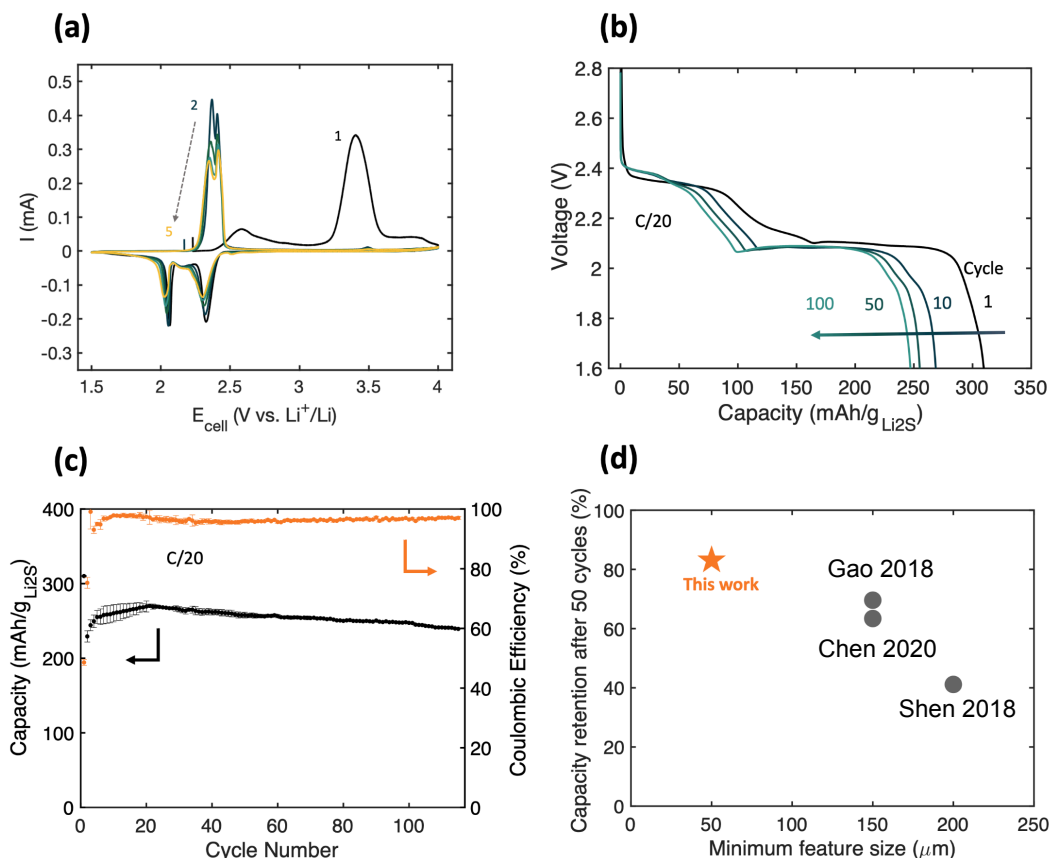 (a)
0.5
0.4
0.3
0.2
0.1
0
-0.1
-0.2
-0.3
I (mA)
2
1
5
1.5 2 2.5 3 3.5 4
E_cell (V vs. Li⁺/Li)
(b)
2.8
2.6
2.4
2.2
2
1.8
1.6
Voltage (V)
C/20
Cycle
100 50 10 1
0 50 100 150 200 250 300 350
Capacity (mAh/g_Li2S)
(c)
400
300
200
100
0
Capacity (mAh/g_Li2S)
C/20
100
80
60
40
20
0
Coulombic Efficiency (%)
0 20 40 60 80 100
Cycle Number
(d)
100
80
60
40
20
0
Capacity retention after 50 cycles (%)
This work
Gao 2018
Chen 2020
Shen 2018
0 50 100 150 200 250
Minimum feature size (μm)